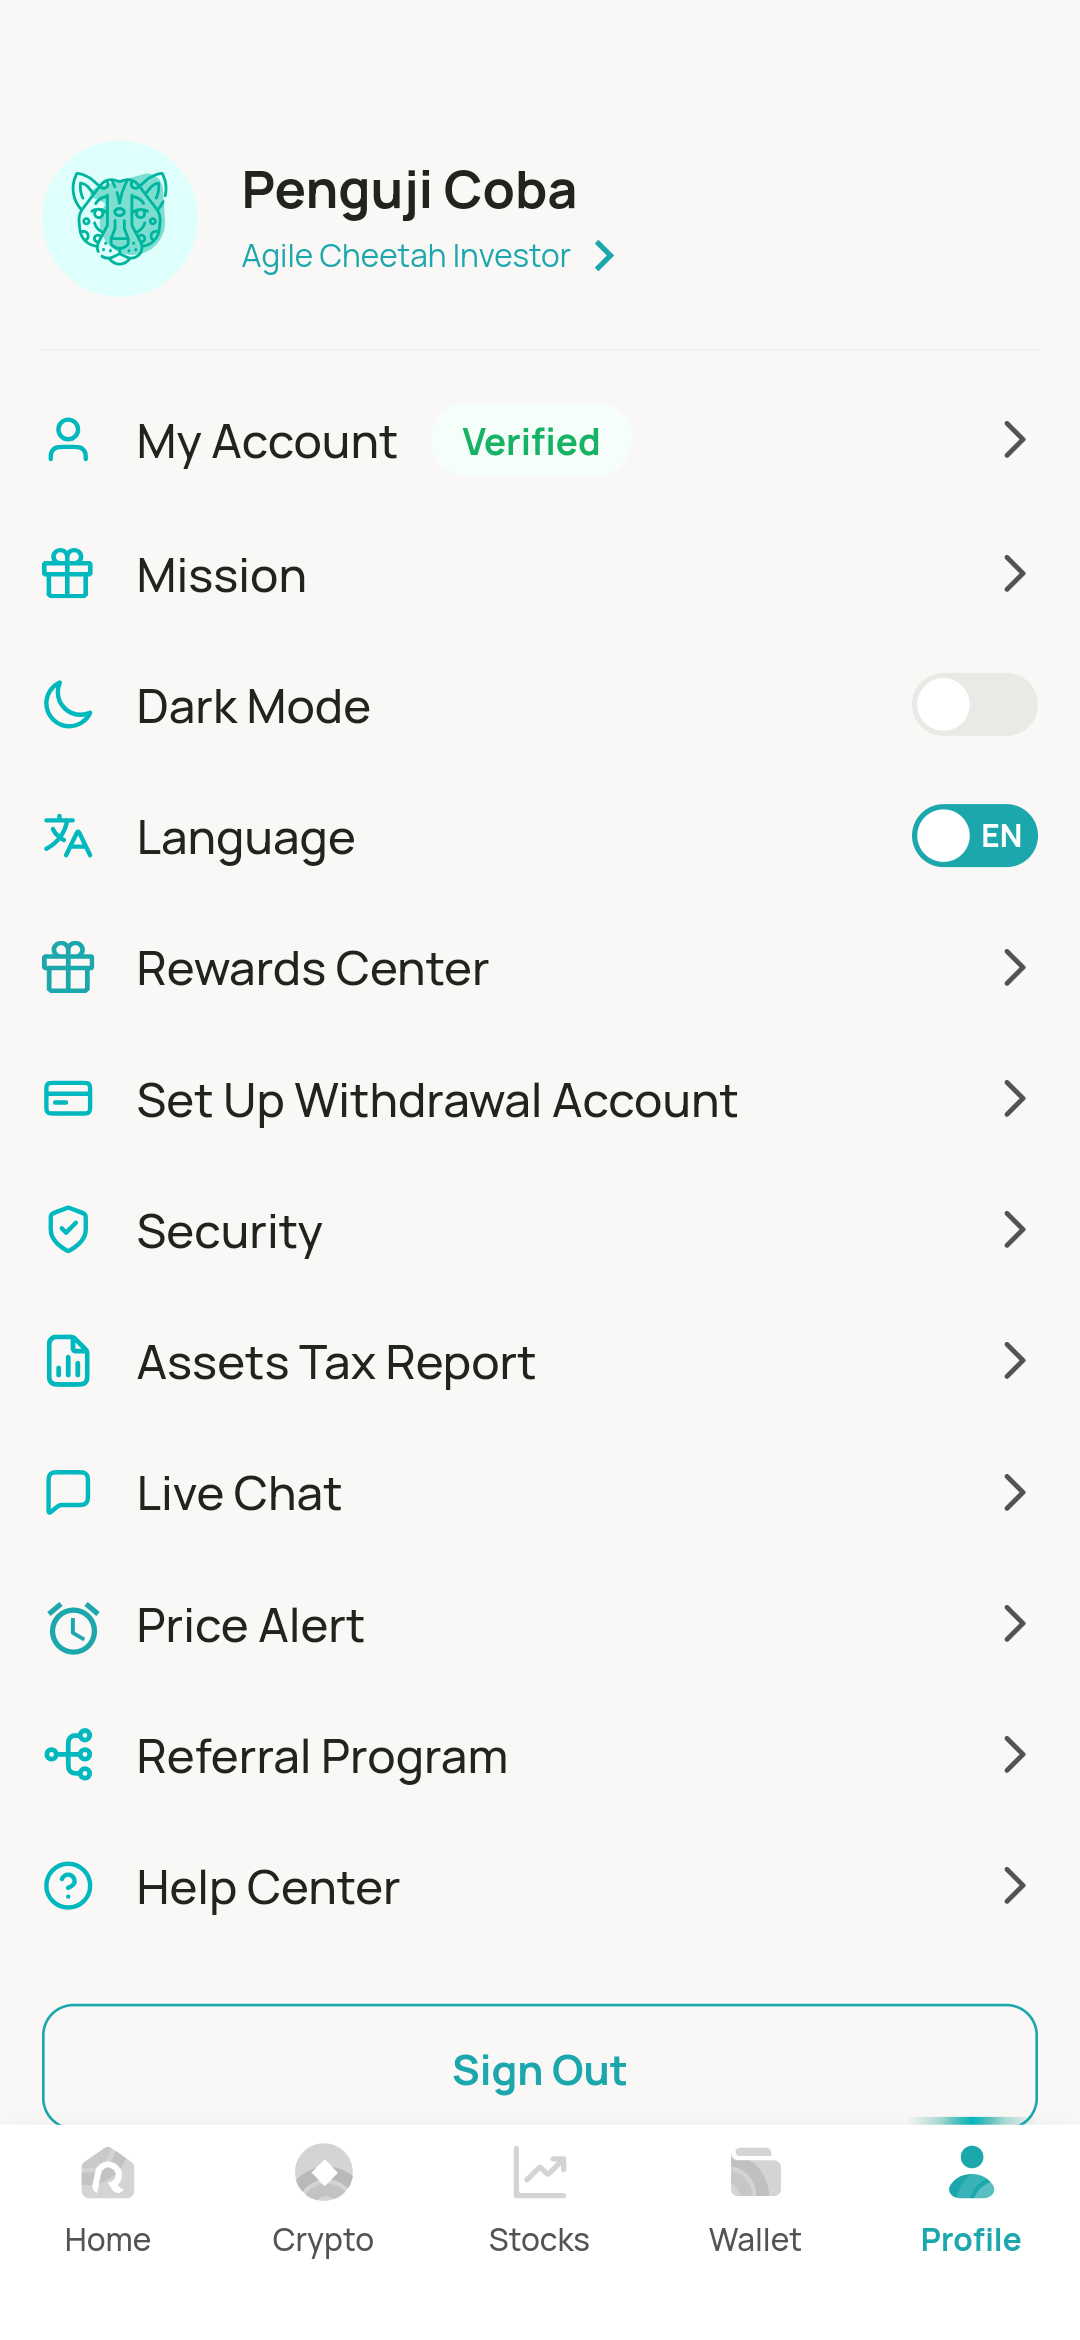 Penguji Coba
Agile Cheetah Investor
My Account
Verified
Mission
Dark Mode
Language
EN
Rewards Center
Set Up Withdrawal Account
Security
Assets Tax Report
Live Chat
Price Alert
Referral Program
Help Center
Sign Out
Home
Crypto
Stocks
Wallet
Profile